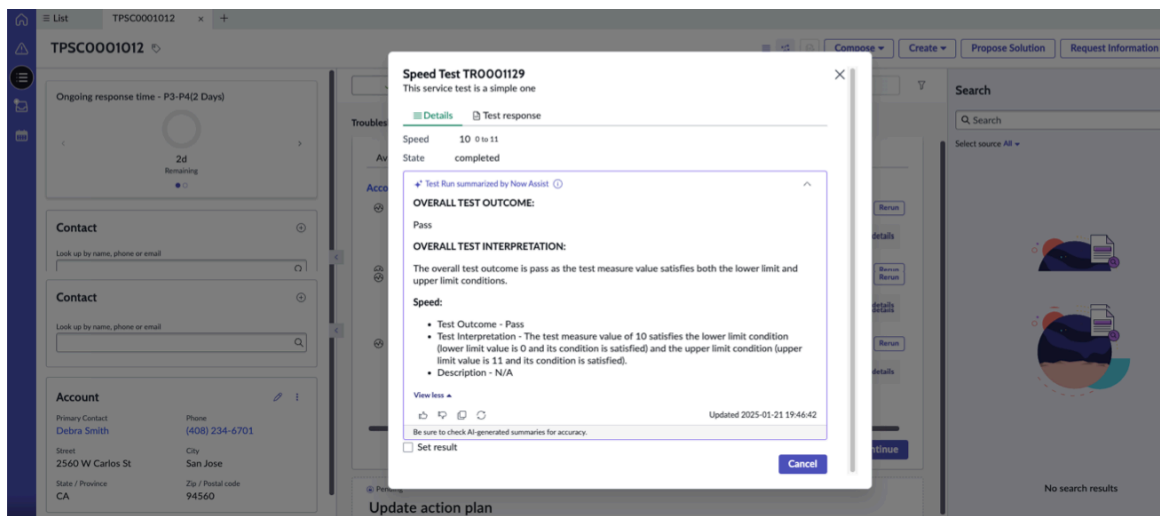 List
TPSC0001012
TPSC0001012
Compose
Create
Propose Solution
Request Information
Ongoing response time - P3-P4(2 Days)
2d
Remaining
Contact
Look up by name, phone or email
Contact
Look up by name, phone or email
Account
Primary Contact
Debra Smith
Phone
(408) 234-6701
Street
2560 W Carlos St
City
San Jose
State / Province
CA
Zip / Postal code
94560
Troubles
Av
Acco
Speed Test TR0001129
This service test is a simple one
Details
Test response
Speed 10 0 to 11
State completed
Test Run summarized by Now Assist
OVERALL TEST OUTCOME:
Pass
OVERALL TEST INTERPRETATION:
The overall test outcome is pass as the test measure value satisfies both the lower limit and
upper limit conditions.
Speed:
• Test Outcome - Pass
• Test Interpretation - The test measure value of 10 satisfies the lower limit condition
(lower limit value is 0 and its condition is satisfied) and the upper limit condition (upper
limit value is 11 and its condition is satisfied).
• Description - N/A
View less
Updated 2025-01-21 19:46:42
Be sure to check AI-generated summaries for accuracy.
Set result
Cancel
Rerun
details
Rerun
Rerun
details
details
Rerun
details
ntinue
Update action plan
Search
Search
Select source All
No search results